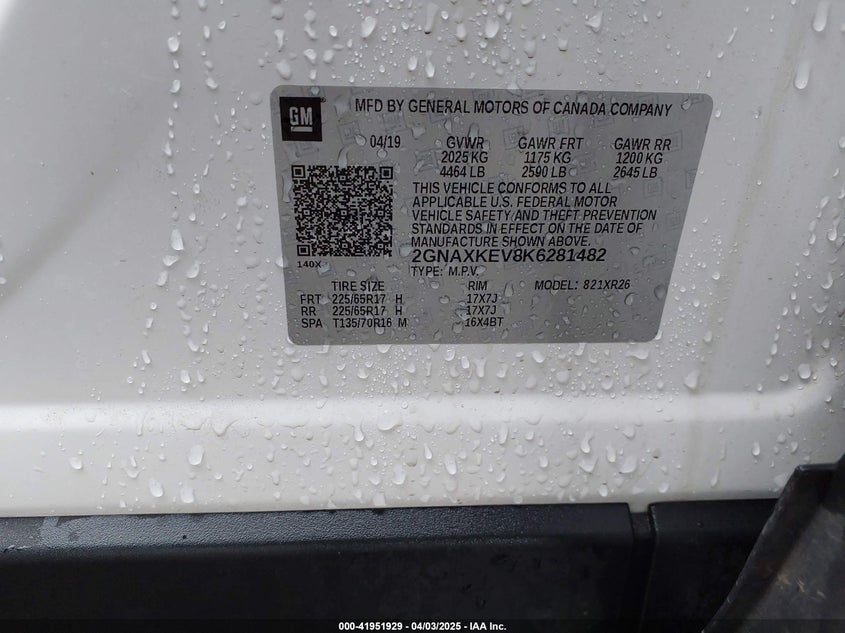 GM
MFD BY GENERAL MOTORS OF CANADA COMPANY
04/19 GVWR GAWR FRT GAWR RR
2025 KG 1175 KG 1200 KG
4464 LB 2590 LB 2645 LB
THIS VEHICLE CONFORMS TO ALL
APPLICABLE U.S. FEDERAL MOTOR
VEHICLE SAFETY AND THEFT PREVENTION
STANDARDS IN EFFECT ON THE DATE OF
MANUFACTURE SHOWN ABOVE.
2GNAXKEV8K6281482
140X TYPE: M.P.V.
TIRE SIZE RIM MODEL: 821XR26
FRT 225/65R17 H 17X7J
RR 225/65R17 H 17X7J
SPA T135/70R16 M 16X4BT
000-41951929 - 04/03/2025 - IAA Inc.